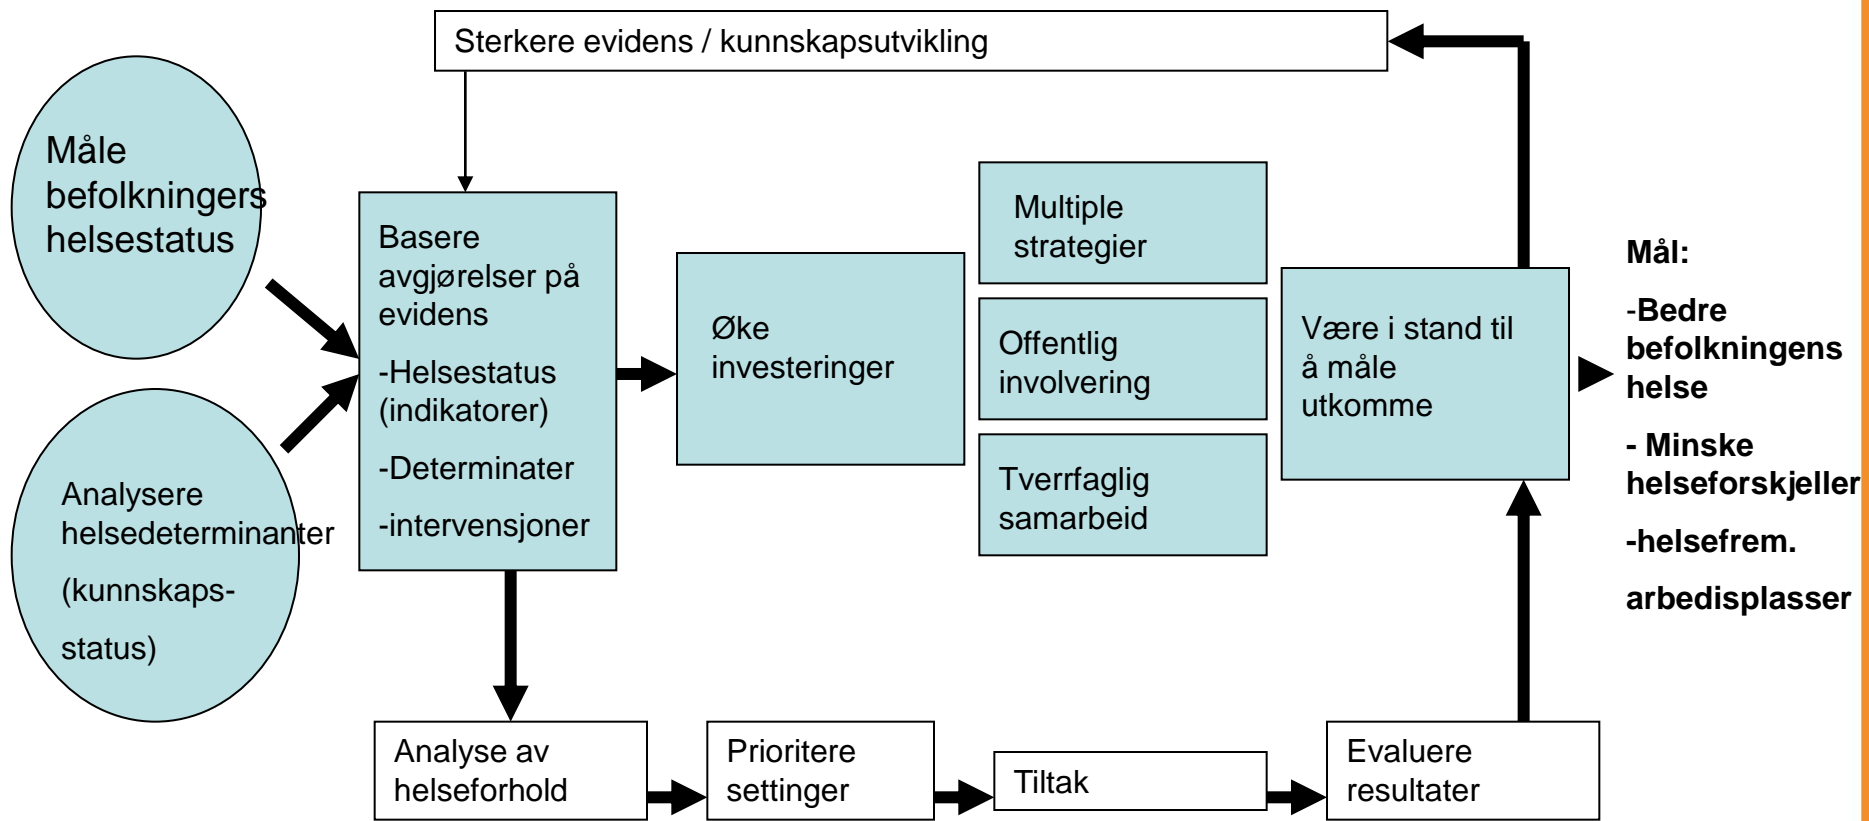 Sterkere evidens / kunnskapsutvikling
Måle
befolkningers
helsestatus
Analysere
helsedeterminanter
(kunnskaps-
status)
Basere
avgjørelser på
evidens
-Helsestatus
(indikatorer)
-Determinater
-intervensjoner
Øke
investeringer
Multiple
strategier
Offentlig
involvering
Tverrfaglig
samarbeid
Være i stand til
å måle
utkomme
Mål:
-Bedre
befolkningens
helse
- Minske
helseforskjeller
-helsefrem.
arbedisplasser
Analyse av
helseforhold
Prioritere
settinger
Tiltak
Evaluere
resultater